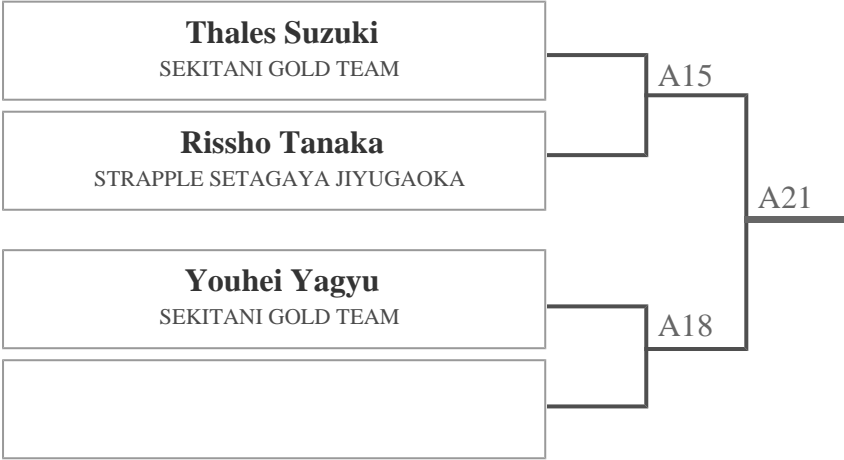 Thales Suzuki
SEKITANI GOLD TEAM
A15
Rissho Tanaka
STRAPPLE SETAGAYA JIYUGAOKA
A21
Youhei Yagyu
SEKITANI GOLD TEAM
A18